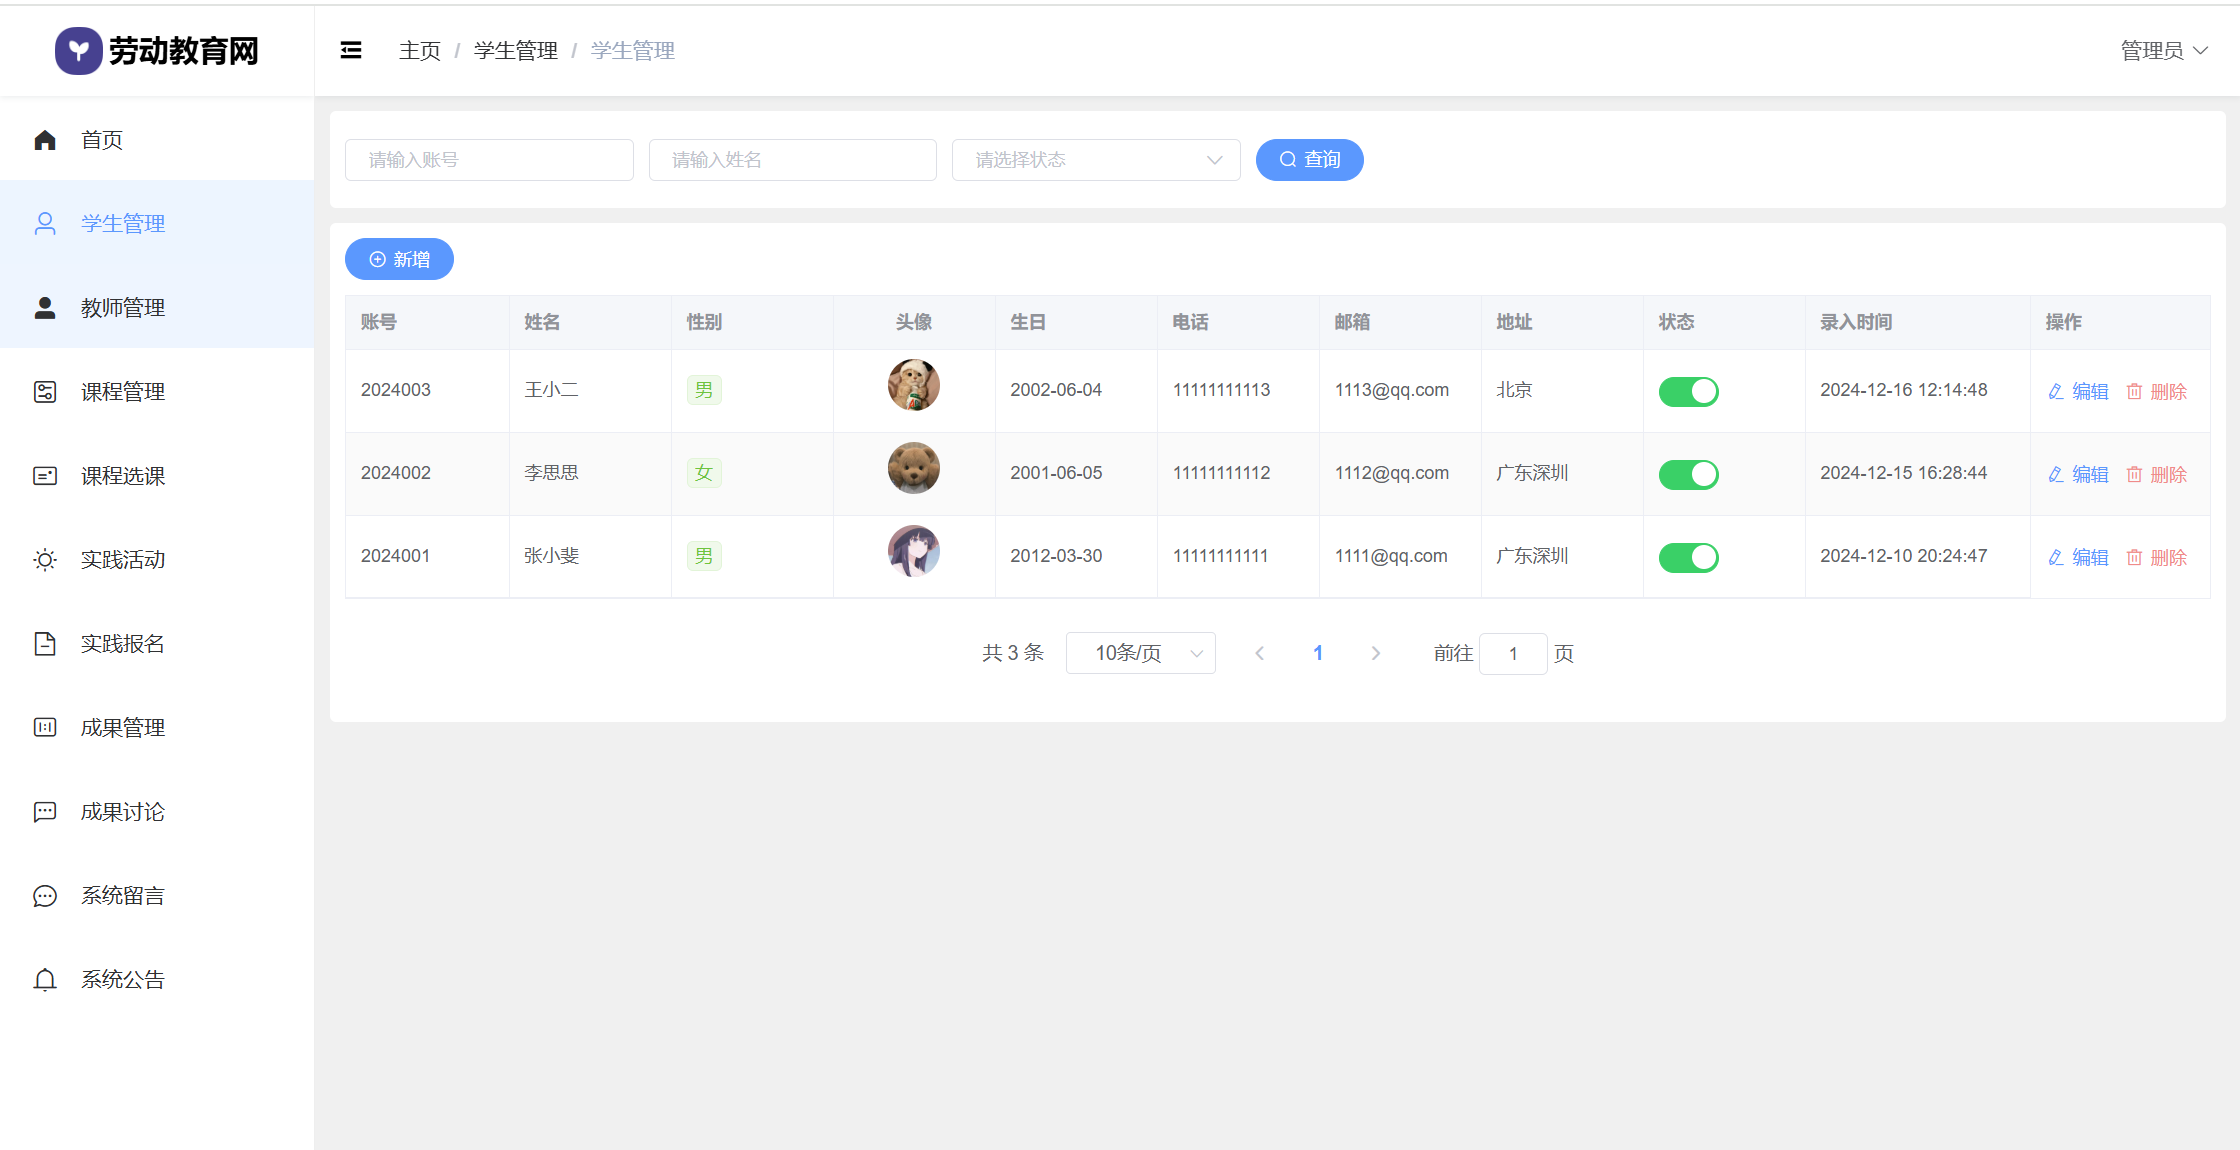 劳动教育网
主页 / 学生管理 / 学生管理
管理员
首页
学生管理
教师管理
课程管理
课程选课
实践活动
实践报名
成果管理
成果讨论
系统留言
系统公告
请输入账号 请输入姓名 请选择状态 查询
新增
账号 姓名 性别 头像 生日 电话 邮箱 地址 状态 录入时间 操作
2024003 王小二 男 2002-06-04 11111111113 1113@qq.com 北京 2024-12-16 12:14:48 编辑 删除
2024002 李思思 女 2001-06-05 11111111112 1112@qq.com 广东深圳 2024-12-15 16:28:44 编辑 删除
2024001 张小斐 男 2012-03-30 11111111111 1111@qq.com 广东深圳 2024-12-10 20:24:47 编辑 删除
共 3 条 10条/页 1 前往 1 页